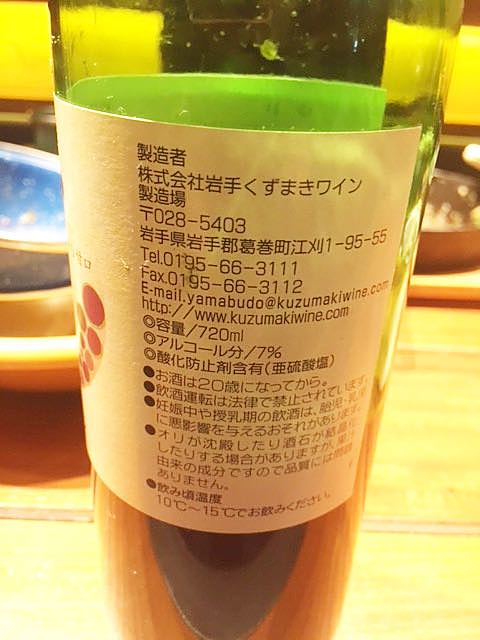 製造者
株式会社岩手くずまきワイン
製造場
〒028-5403
岩手県岩手郡葛巻町江刈1-95-55
Tel.0195-66-3111
Fax.0195-66-3112
E-mail.yamabudo@kuzumakiwine.com
http://www.kuzumakiwine.com
◎容量/720ml
◎アルコール分/7%
◎酸化防止剤含有(亜硫酸塩)
●お酒は20歳になってから。
●飲酒運転は法律で禁止されています。
●妊娠中や授乳期の飲酒は、胎児・乳児
に悪影響を与えるおそれがあります。
●オリが沈殿したり酒石が結晶化
したりする場合がありますが、果汁
由来の成分ですので品質には問題
ありません。
●飲み頃温度
10℃〜15℃でお飲みください。
口